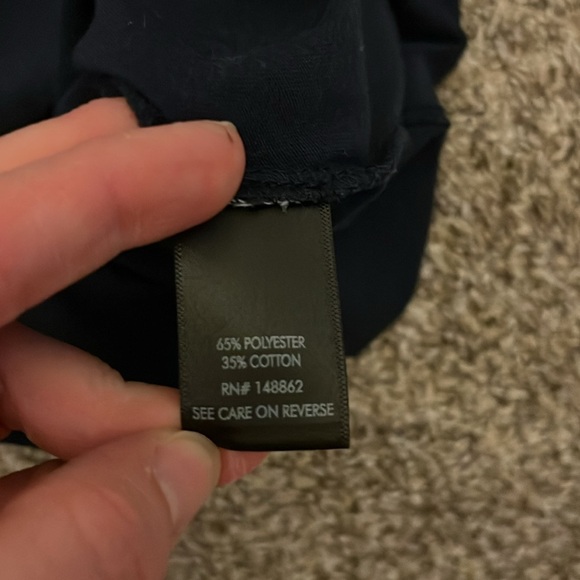 65% POLYESTER
35% COTTON
RN# 148862
SEE CARE ON REVERSE